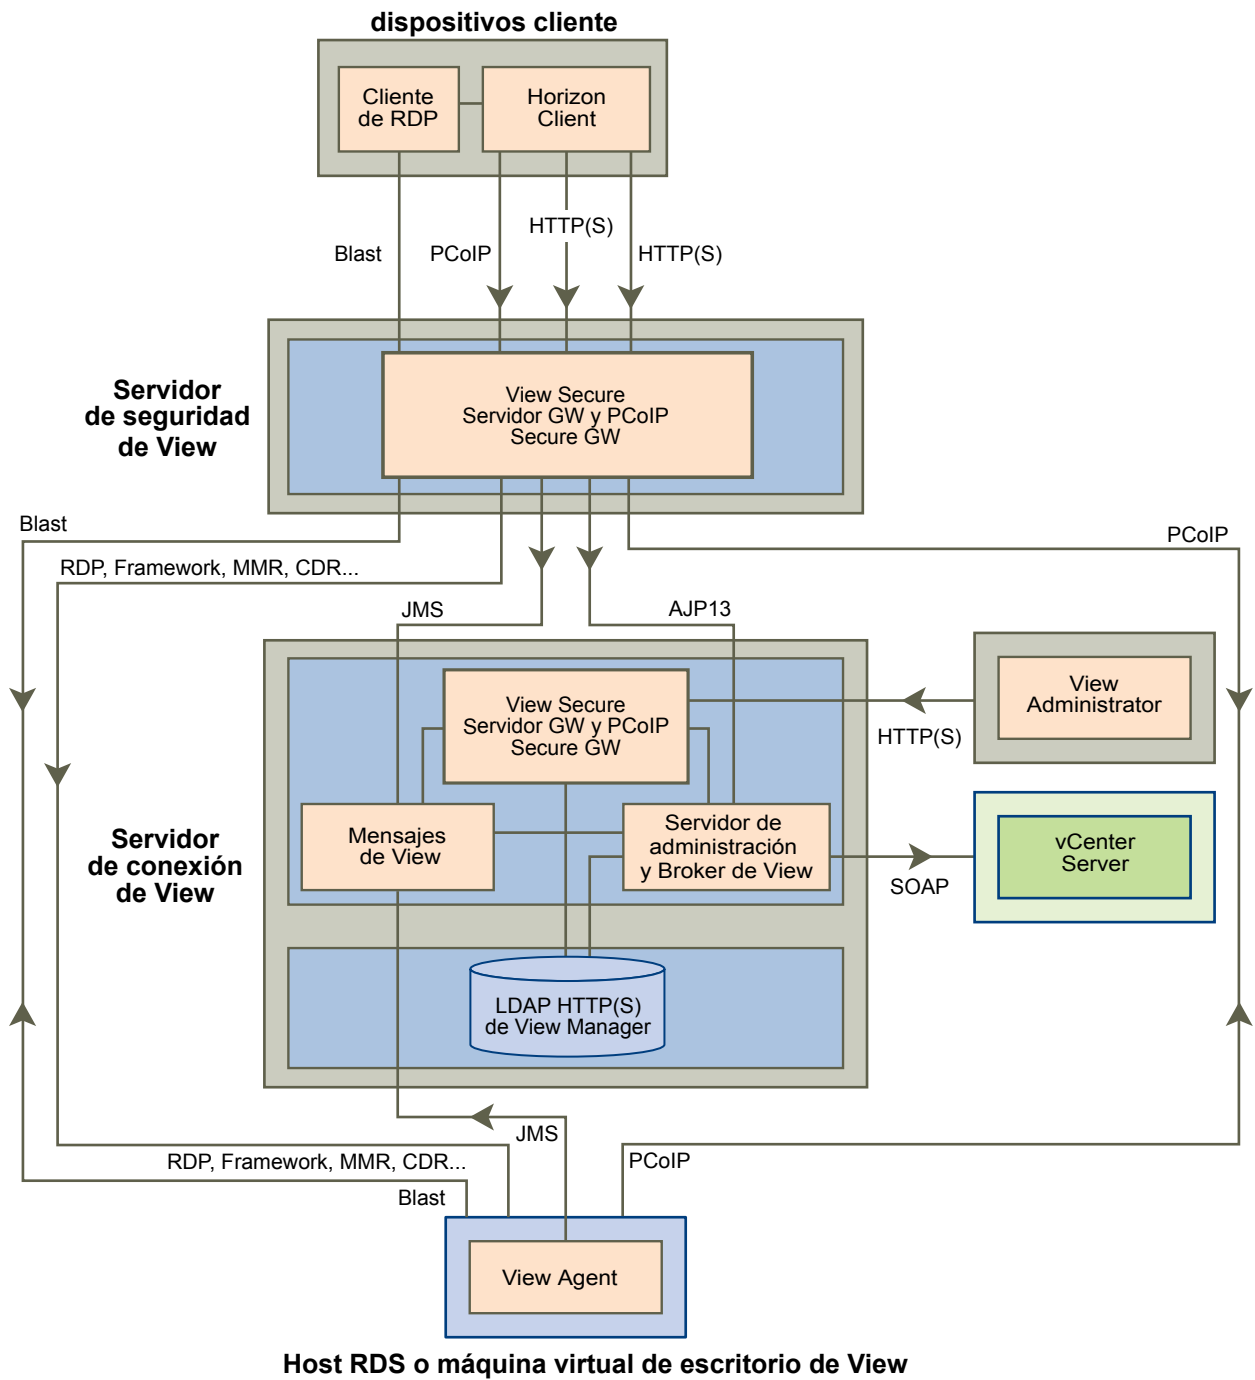 dispositivos cliente
Cliente
de RDP
Horizon
Client
HTTP(S)
Blast
PCoIP
HTTP(S)
Servidor
de seguridad
de View
View Secure
Servidor GW y PCoIP
Secure GW
Blast
PCoIP
RDP, Framework, MMR, CDR...
JMS
AJP13
View Secure
Servidor GW y PCoIP
Secure GW
View
Administrator
HTTP(S)
Servidor
de conexión
de View
Mensajes
de View
Servidor de
administración
y Broker de View
vCenter
Server
SOAP
LDAP HTTP(S)
de View Manager
JMS
RDP, Framework, MMR, CDR...
PCoIP
Blast
View Agent
Host RDS o máquina virtual de escritorio de View